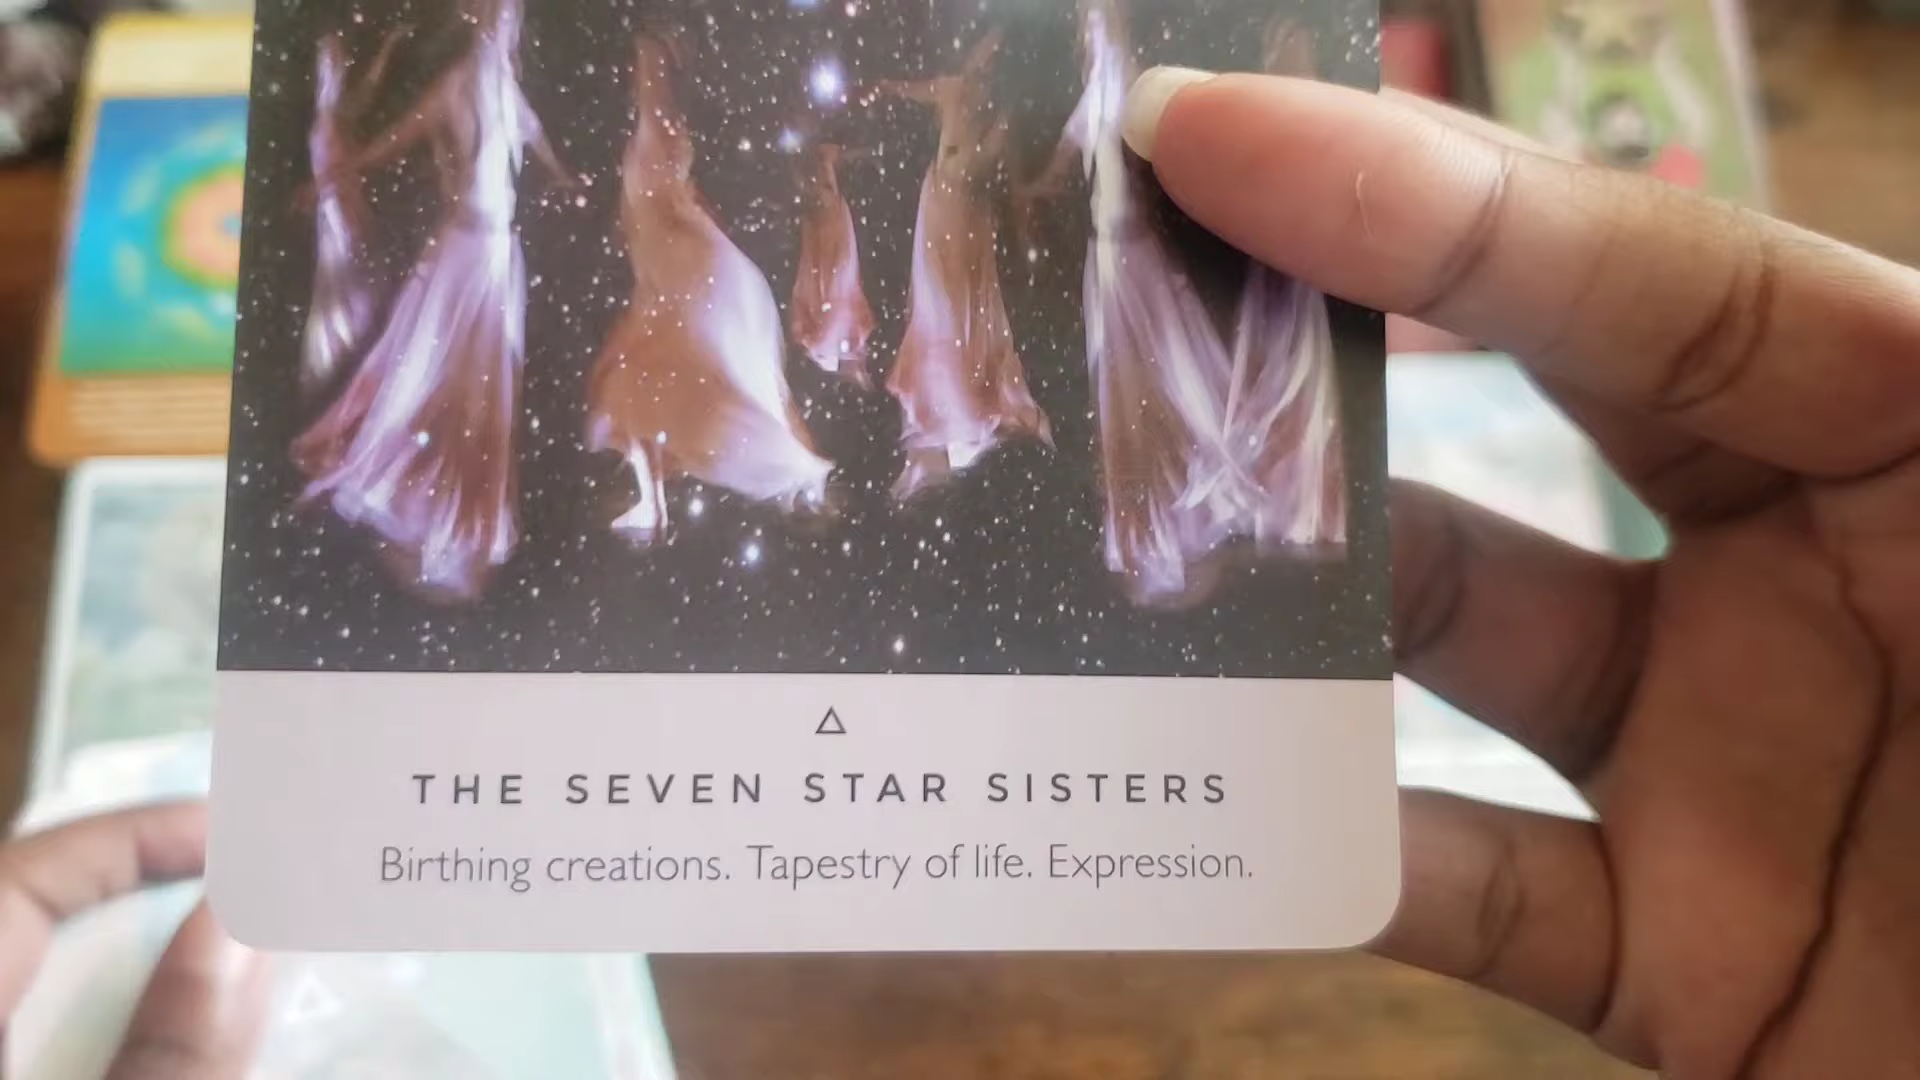 THE SEVEN STAR SISTERS
Birthing creations. Tapestry of life. Expression.